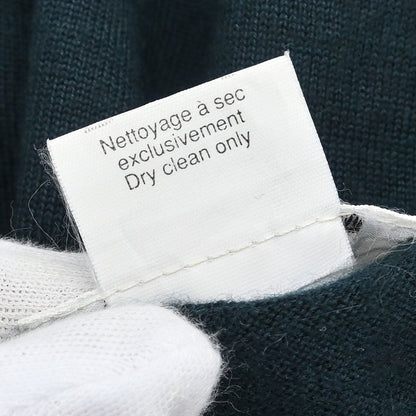 Nettoyage à sec
exclusivement
Dry clean only